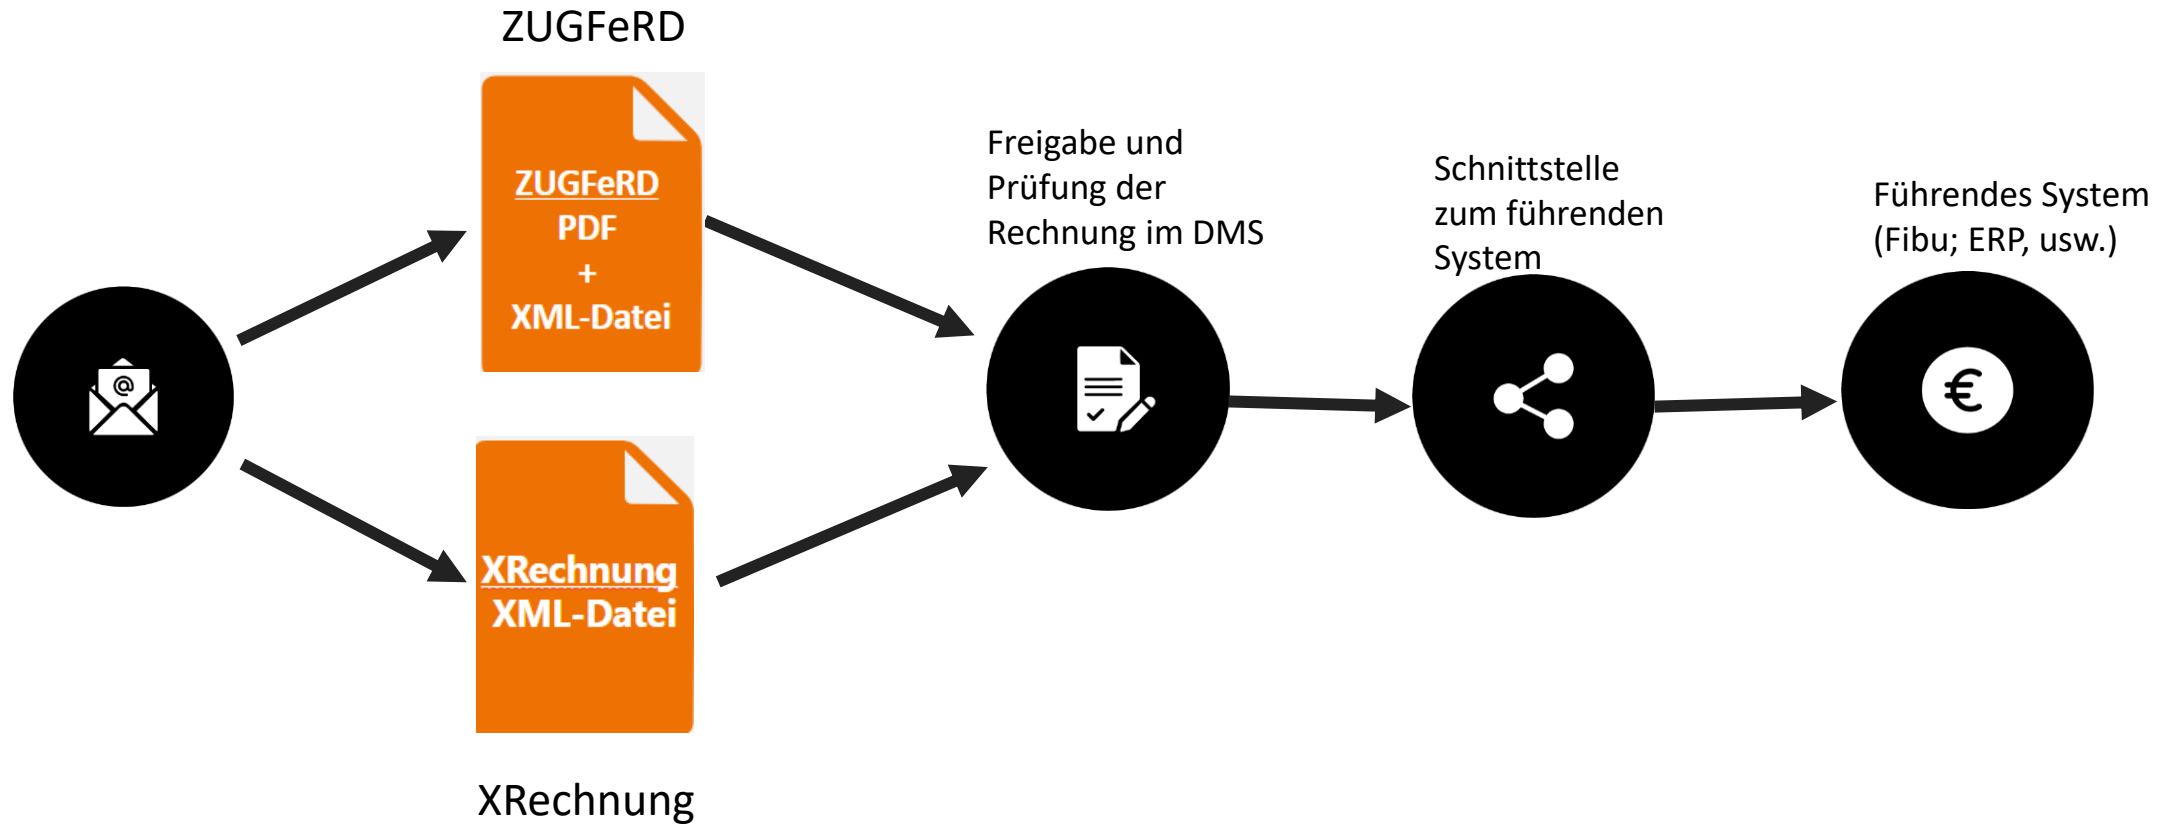 ZUGFeRD
ZUGFeRD
PDF
+
XML-Datei
@
XRechnung
XML-Datei
XRechnung
Freigabe und
Prüfung der
Rechnung im DMS
Schnittstelle
zum führenden
System
Führendes System
(Fibu; ERP, usw.)
€